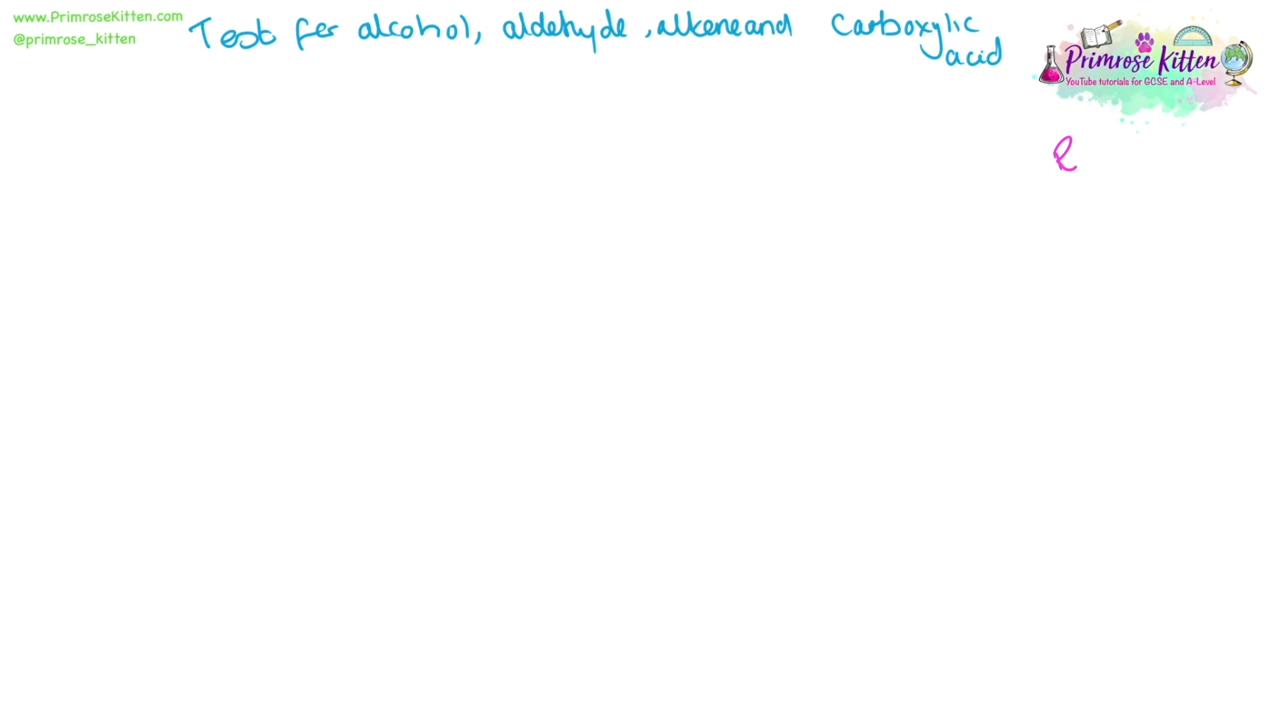 www.PrimroseKitten.com
@primrose_kitten
Test for alcohol, aldehyde, alkene and Carboxylic
acid
Primrose Kitten
YouTube tutorials for GCSE and A-Level
R